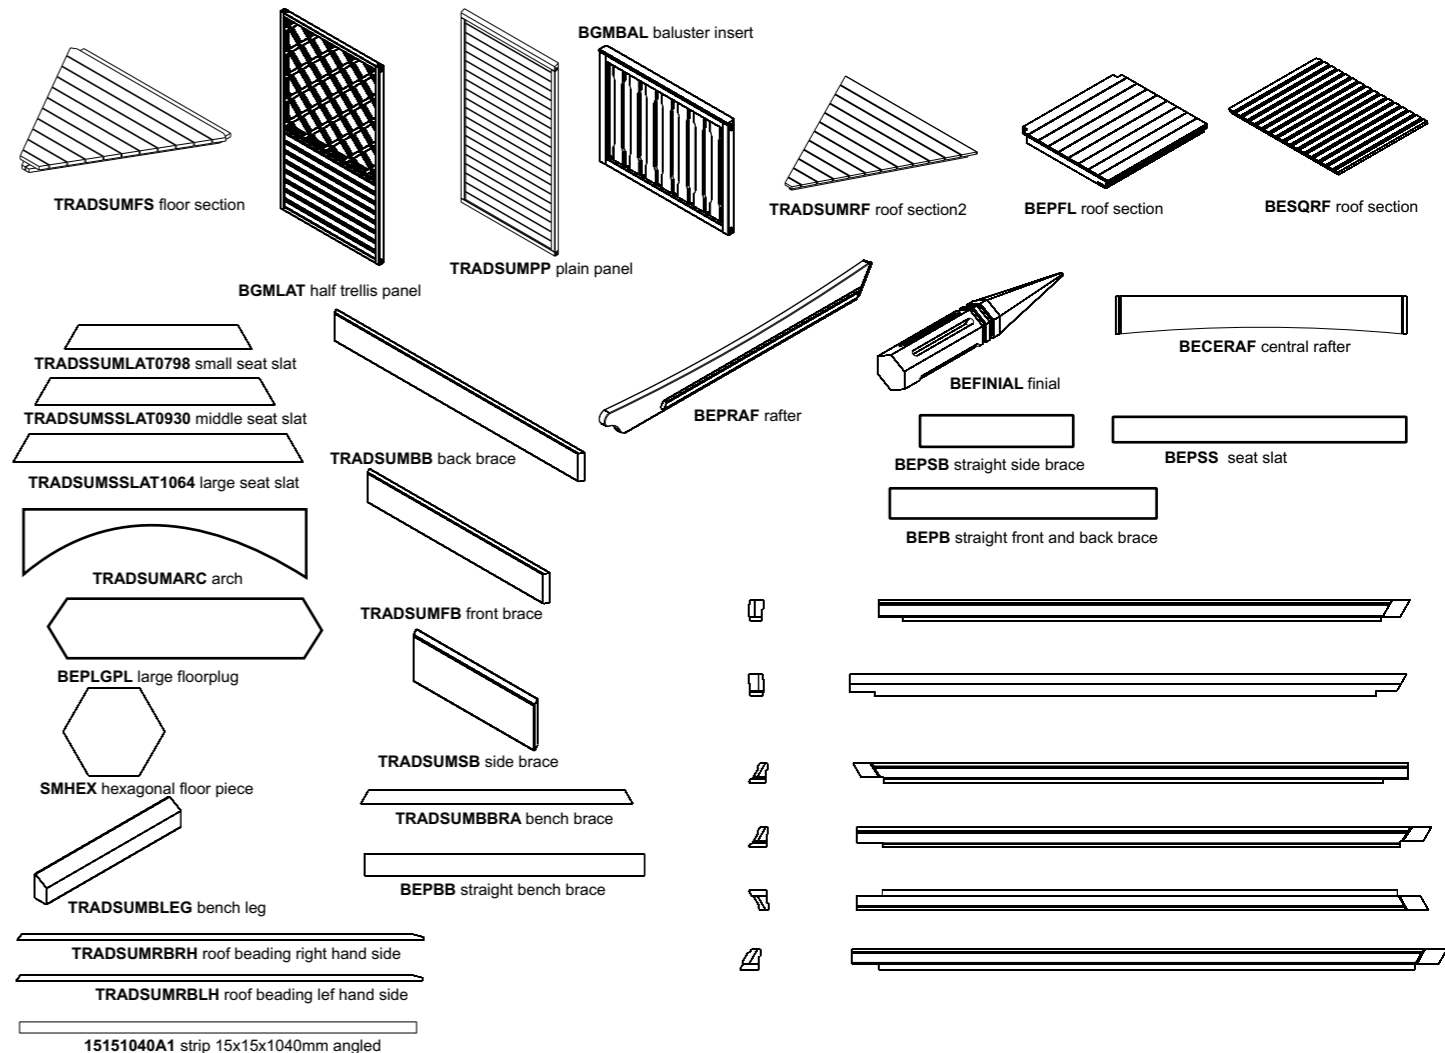 BGMBAL baluster insert
TRADSUMFS floor section
TRADSUMRF roof section2
BEPFL roof section
BESQRF roof section
TRADSUMPP plain panel
BGMLAT half trellis panel
TRADSSUMLAT0798 small seat slat
BECERAF central rafter
BEFINIAL finial
TRADSUMSSLAT0930 middle seat slat
BEPRAF rafter
TRADSUMBB back brace
BEPSB straight side brace
BEPSS seat slat
TRADSUMSSLAT1064 large seat slat
BEPB straight front and back brace
TRADSUMARC arch
TRADSUMFB front brace
BEPLGPL large floorplug
TRADSUMSB side brace
SMHEX hexagonal floor piece
TRADSUMBBRA bench brace
BEPBB straight bench brace
TRADSUMBLEG bench leg
TRADSUMRBRH roof beading right hand side
TRADSUMRBLH roof beading lef hand side
15151040A1 strip 15x15x1040mm angled